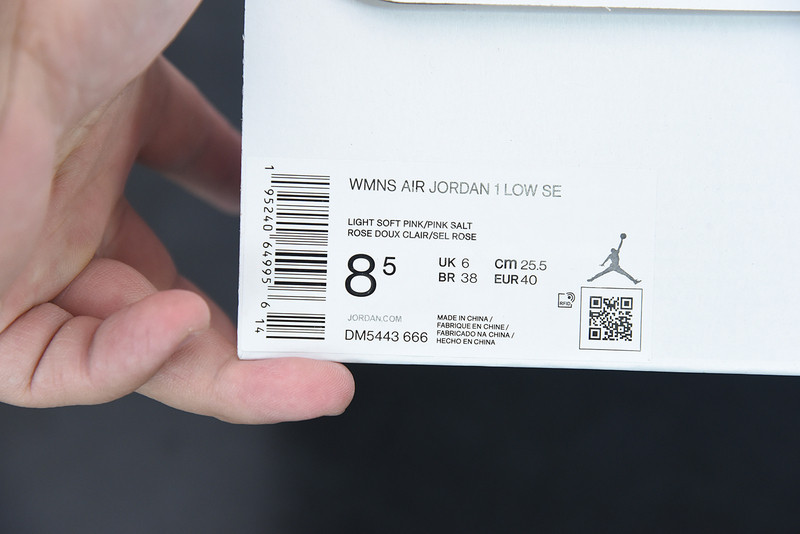 WMNS AIR JORDAN 1 LOW SE
LIGHT SOFT PINK/PINK SALT
ROSE DOUX CLAIR/SEL ROSE
8 5
UK 6 cm 25.5
BR 38 EUR 40
RFID
JORDAN.COM
DM5443 666
MADE IN CHINA /
FABRIQUE EN CHINE /
FABRICADO NA CHINA /
HECHO EN CHINA
1 95240 64995 6 14